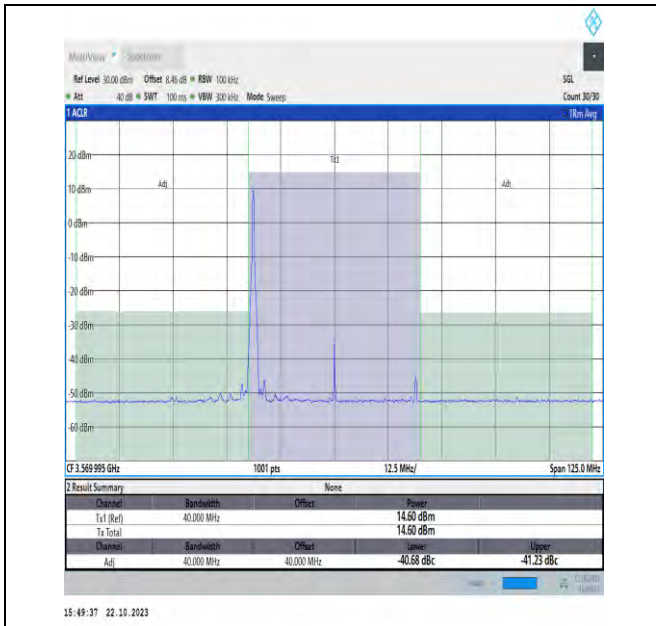 MultiView Spectrum
Ref Level 30.00 dBm Offset 8.45 dB RBW 100 kHz SGL
Att 40 dB SWT 100 ms VBW 300 kHz Mode Sweep Count 30/30
1 ACLR 1Rm Avg
20 dBm
Tx1
Adj Adj
10 dBm
0 dBm
-10 dBm
-20 dBm
-30 dBm
-40 dBm
-50 dBm
-60 dBm
CF 3.569 995 GHz 1001 pts 12.5 MHz/ Span 125.0 MHz
2 Result Summary None
Channel Bandwidth Offset Power
Tx1 (Ref) 40.000 MHz 14.60 dBm
Tx Total 14.60 dBm
Channel Bandwidth Offset Lower Upper
Adj 40.000 MHz 40.000 MHz -40.68 dBc -41.23 dBc
15:49:37 22.10.2023